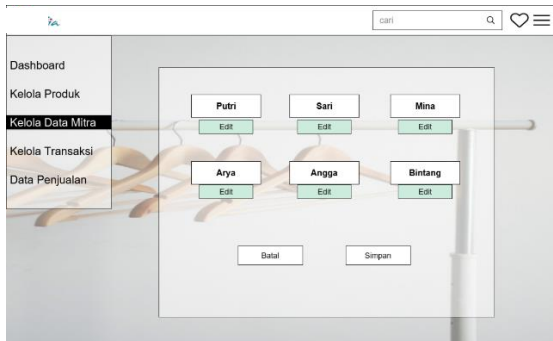 cari
Dashboard
Kelola Produk
Kelola Data Mitra
Kelola Transaksi
Data Penjualan
Putri
Sari
Mina
Edit
Edit
Edit
Arya
Angga
Bintang
Edit
Edit
Edit
Batal
Simpan